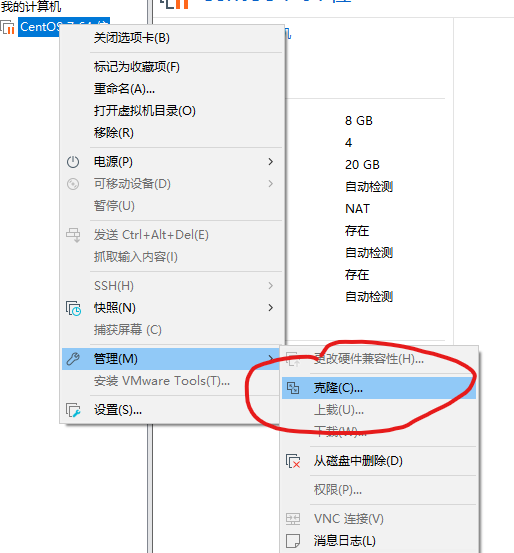 我的计算机
CentOS 7 64 位
关闭选项卡(B)
标记为收藏项(F)
重命名(A)...
打开虚拟机目录(O)
移除(R)
电源(P)
可移动设备(D)
暂停(U)
发送 Ctrl+Alt+Del(E)
抓取输入内容(I)
SSH(H)
快照(N)
捕获屏幕 (C)
管理(M)
安装 VMware Tools(T)...
设置(S)...
8 GB
4
20 GB
自动检测
NAT
存在
自动检测
存在
自动检测
更改硬件兼容性(H)...
克隆(C)...
上载(U)...
下载(W)...
从磁盘中删除(D)
权限(P)...
VNC 连接(V)
消息日志(L)